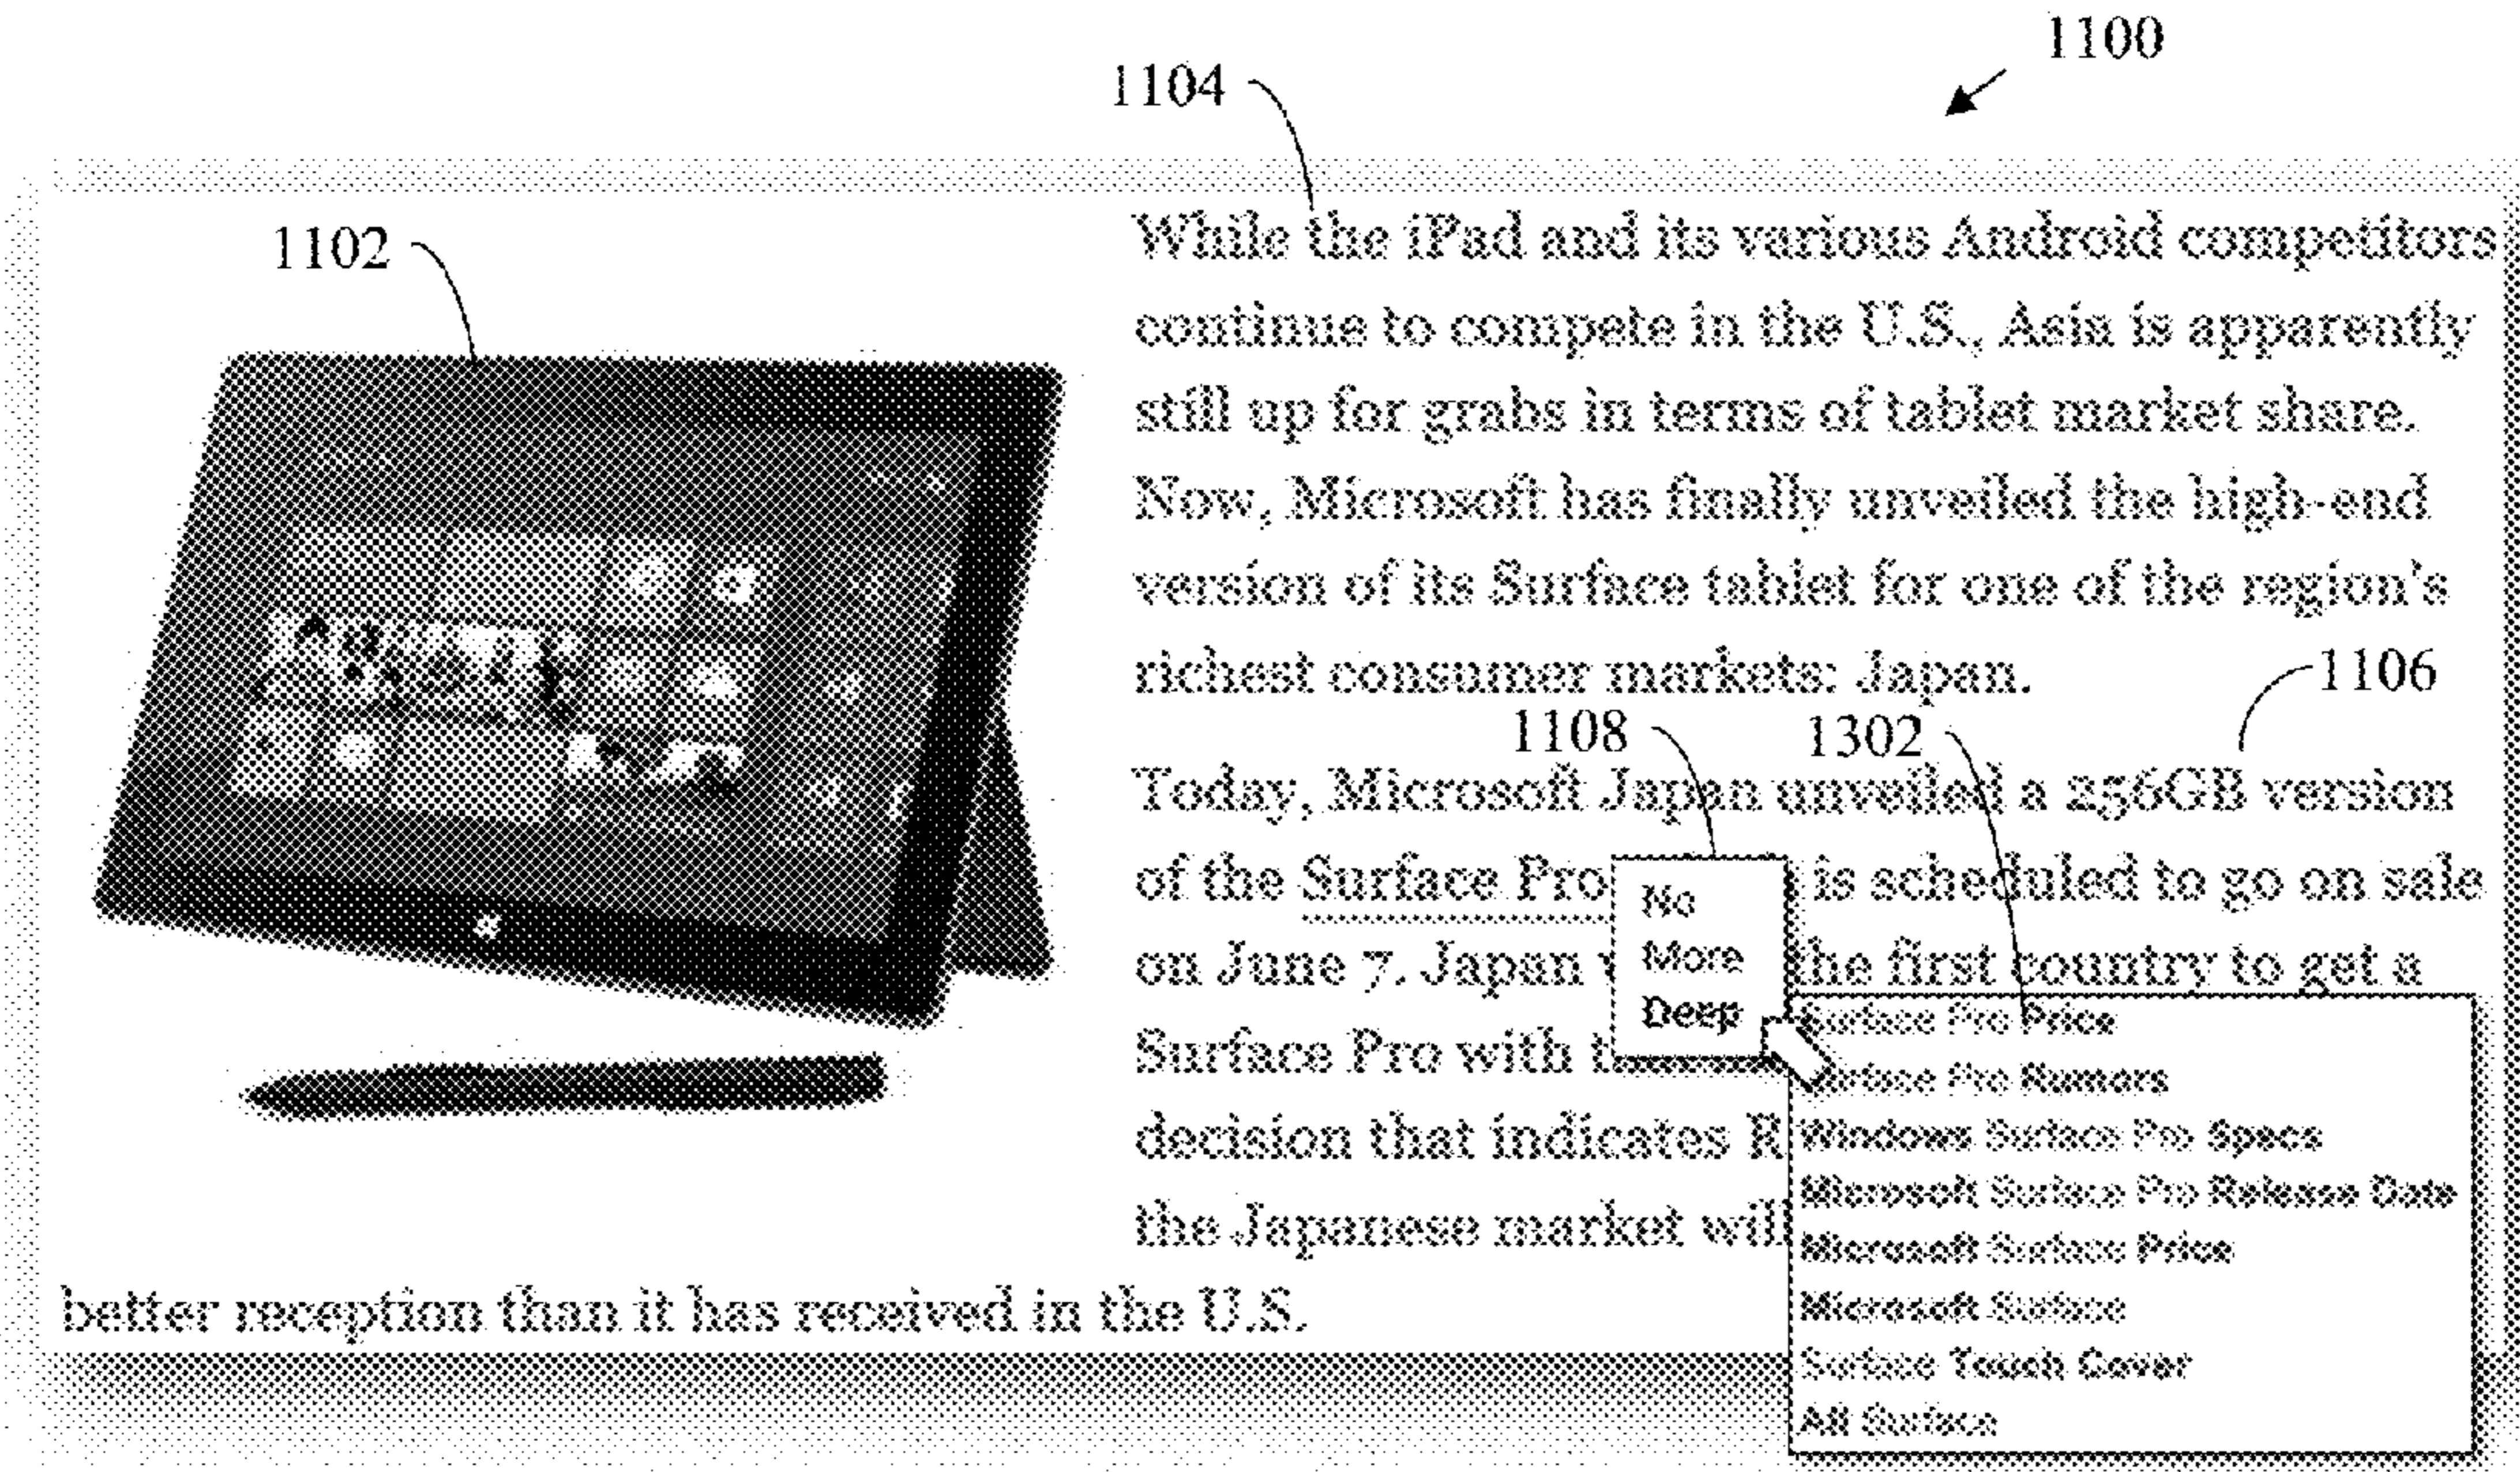 1100
1104
1102
While the iPad and its various Android competitors
continue to compete in the U.S., Asia is apparently
still up for grabs in terms of tablet market share.
Now, Microsoft has finally unveiled the high-end
version of its Surface tablet for one of the region's
richest consumer markets: Japan.
1106
1108
1302
Today, Microsoft Japan unveiled a 256GB version
of the Surface Pro is scheduled to go on sale
on June 7. Japan the first country to get a
Surface Pro with
decision that indicates
the Japanese market will
better reception than it has received in the U.S.
No
More
Deep
Surface Pro Price
Surface Pro Rumors
Windows Surface Pro Specs
Microsoft Surface Pro Release Date
Microsoft Surface Price
Microsoft Surface
Surface Touch Cover
All Surface